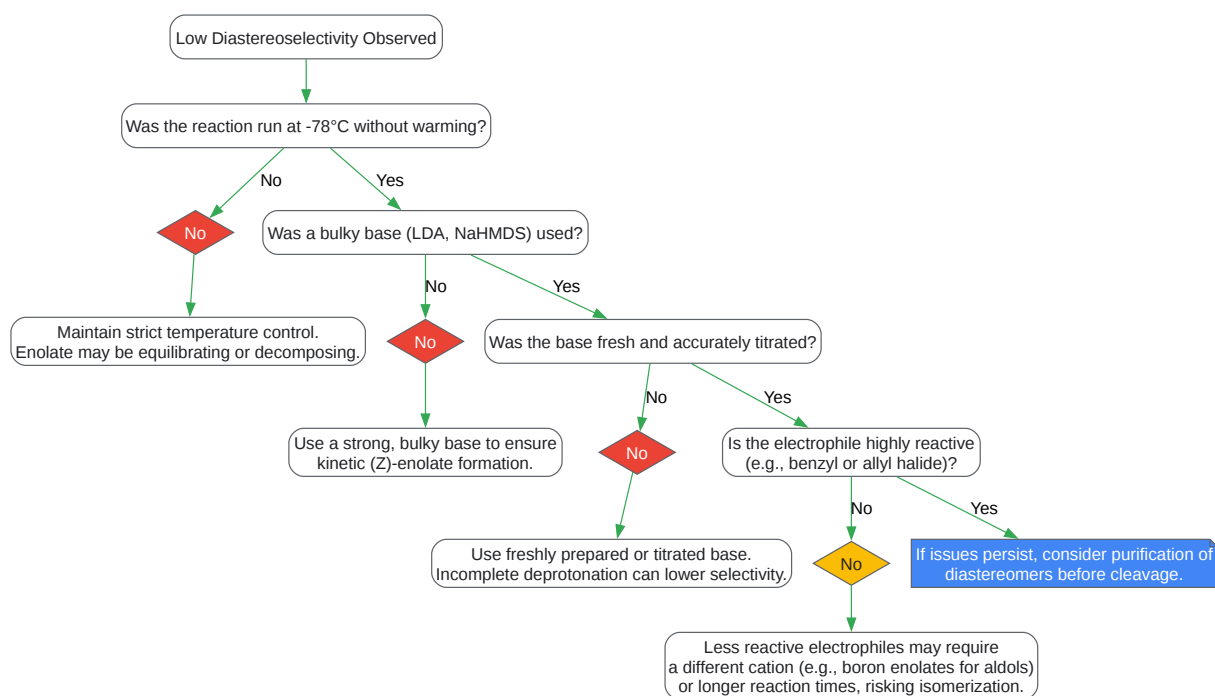 Low Diastereoselectivity Observed
Was the reaction run at -78°C without warming?
No
Yes
No
Was a bulky base (LDA, NaHMDS) used?
No
Yes
Maintain strict temperature control.
Enolate may be equilibrating or decomposing.
No
Was the base fresh and accurately titrated?
No
Yes
Use a strong, bulky base to ensure
kinetic (Z)-enolate formation.
No
Is the electrophile highly reactive
(e.g., benzyl or allyl halide)?
No
Yes
Use freshly prepared or titrated base.
Incomplete deprotonation can lower selectivity.
No
If issues persist, consider purification of
diastereomers before cleavage.
Less reactive electrophiles may require
a different cation (e.g., boron enolates for aldols)
or longer reaction times, risking isomerization.